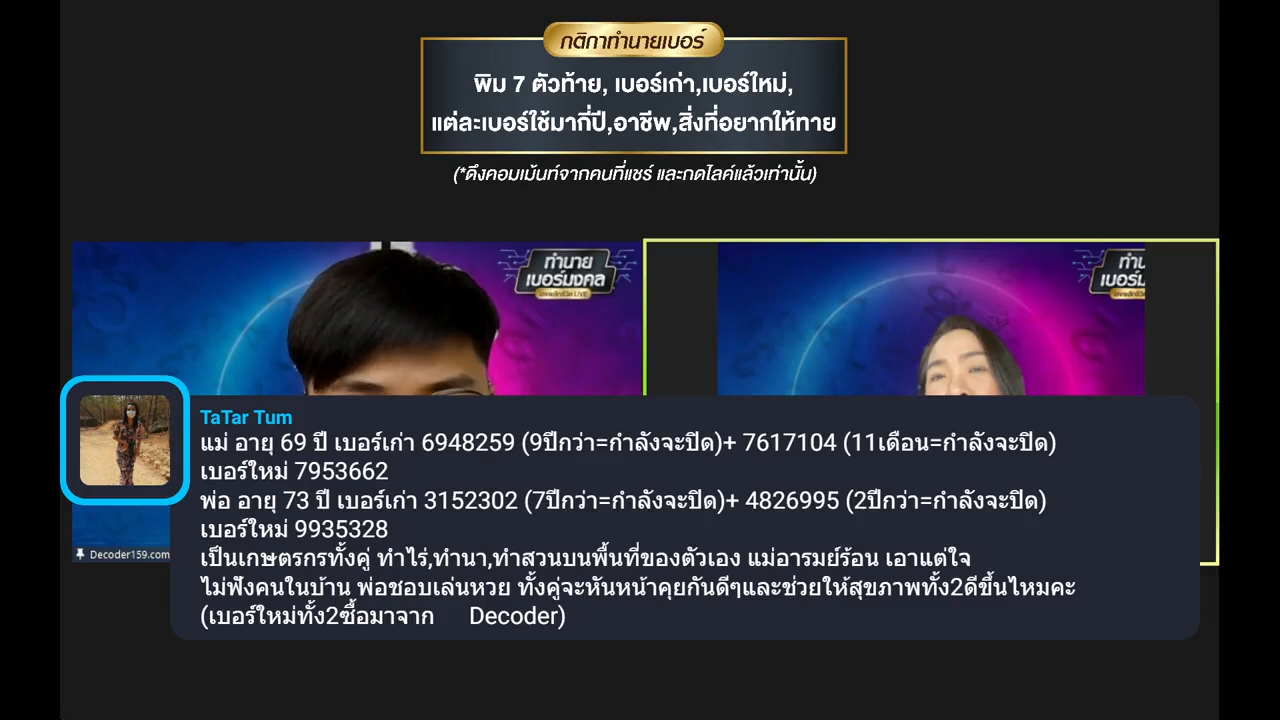 กติกาทำนายเบอร์
พิม 7 ตัวท้าย, เบอร์เก่า,เบอร์ใหม่,
แต่ละเบอร์ใช้มากี่ปี,อาชีพ,สิ่งที่อยากให้ทาย
(*ดึงคอมเม้นท์จากคนที่แชร์ และกดไลค์แล้วเท่านั้น)
ทำนาย
เบอร์มงคล
TaTar Tum
แม่ อายุ 69 ปี เบอร์เก่า 6948259 (9ปีกว่า=กำลังจะปิด)+ 7617104 (11เดือน=กำลังจะปิด)
เบอร์ใหม่ 7953662
พ่อ อายุ 73 ปี เบอร์เก่า 3152302 (7ปีกว่า=กำลังจะปิด)+ 4826995 (2ปีกว่า=กำลังจะปิด)
เบอร์ใหม่ 9935328
เป็นเกษตรกรทั้งคู่ ทำไร่,ทำนา,ทำสวนบนพื้นที่ของตัวเอง แม่อารมย์ร้อน เอาแต่ใจ
ไม่ฟังคนในบ้าน พ่อชอบเล่นหวย ทั้งคู่จะหันหน้าคุยกันดีๆและช่วยให้สุขภาพทั้ง2ดีขึ้นไหมคะ
(เบอร์ใหม่ทั้ง2ซื้อมาจาก Decoder)
Decoder159.com